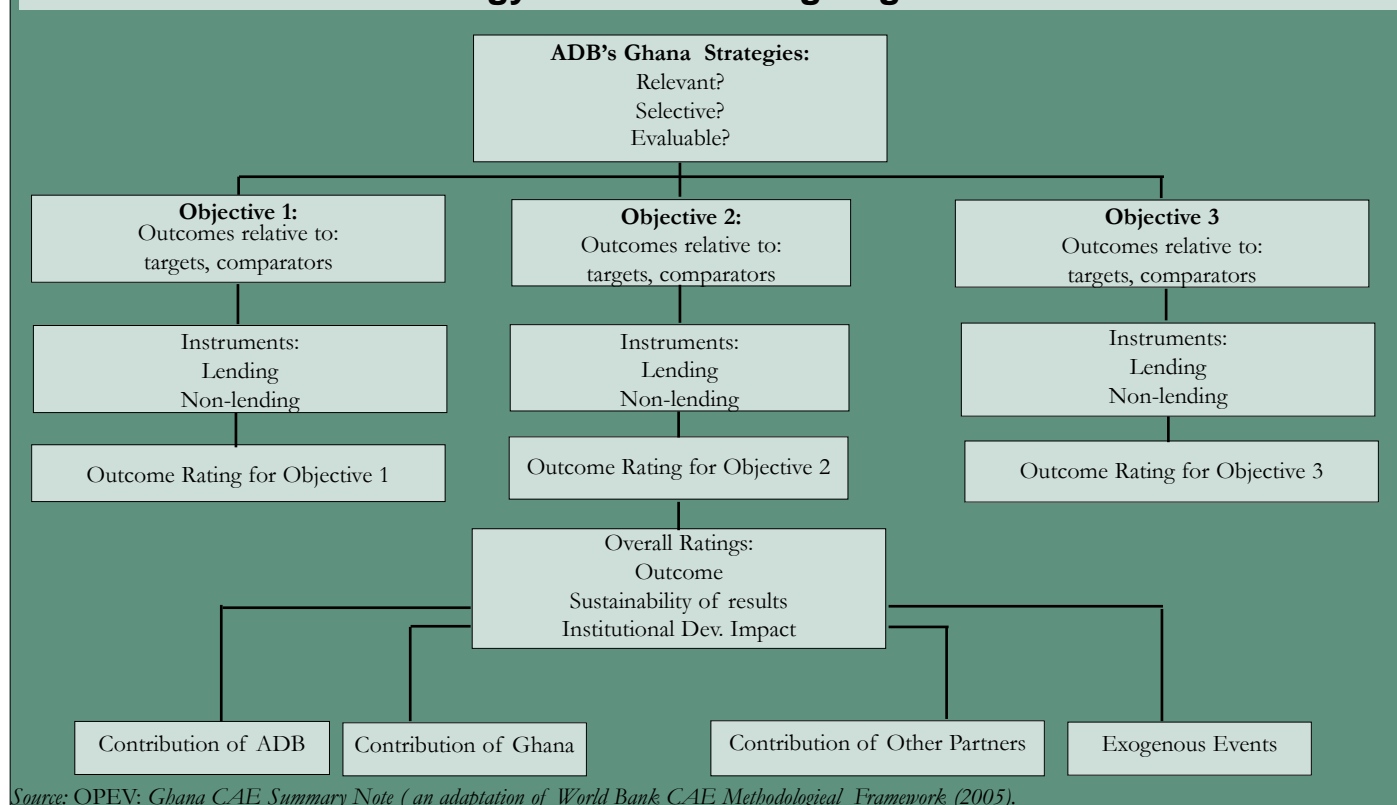 ADB's Ghana Strategies:
Relevant?
Selective?
Evaluable?
Objective 1:
Outcomes relative to:
targets, comparators
Objective 2:
Outcomes relative to:
targets, comparators
Objective 3
Outcomes relative to:
targets, comparators
Instruments:
Lending
Non-lending
Instruments:
Lending
Non-lending
Instruments:
Lending
Non-lending
Outcome Rating for Objective 1
Outcome Rating for Objective 2
Outcome Rating for Objective 3
Overall Ratings:
Outcome
Sustainability of results
Institutional Dev. Impact
Contribution of ADB
Contribution of Ghana
Contribution of Other Partners
Exogenous Events
Source: OPEV: Ghana CAE Summary Note ( an adaptation of World Bank CAE Methodological Framework (2005).